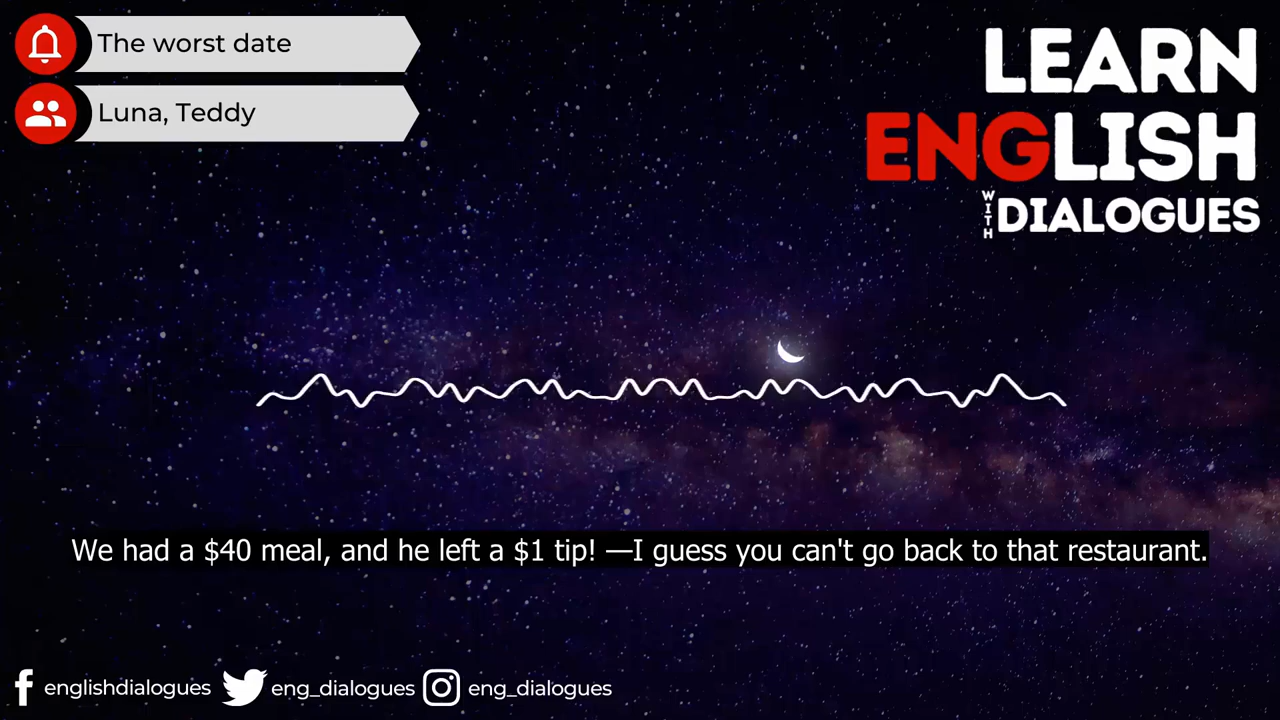 The worst date
Luna, Teddy
LEARN
ENGLISH
WITH DIALOGUES
We had a $40 meal, and he left a $1 tip! —I guess you can't go back to that restaurant.
englishdialogues eng_dialogues eng_dialogues